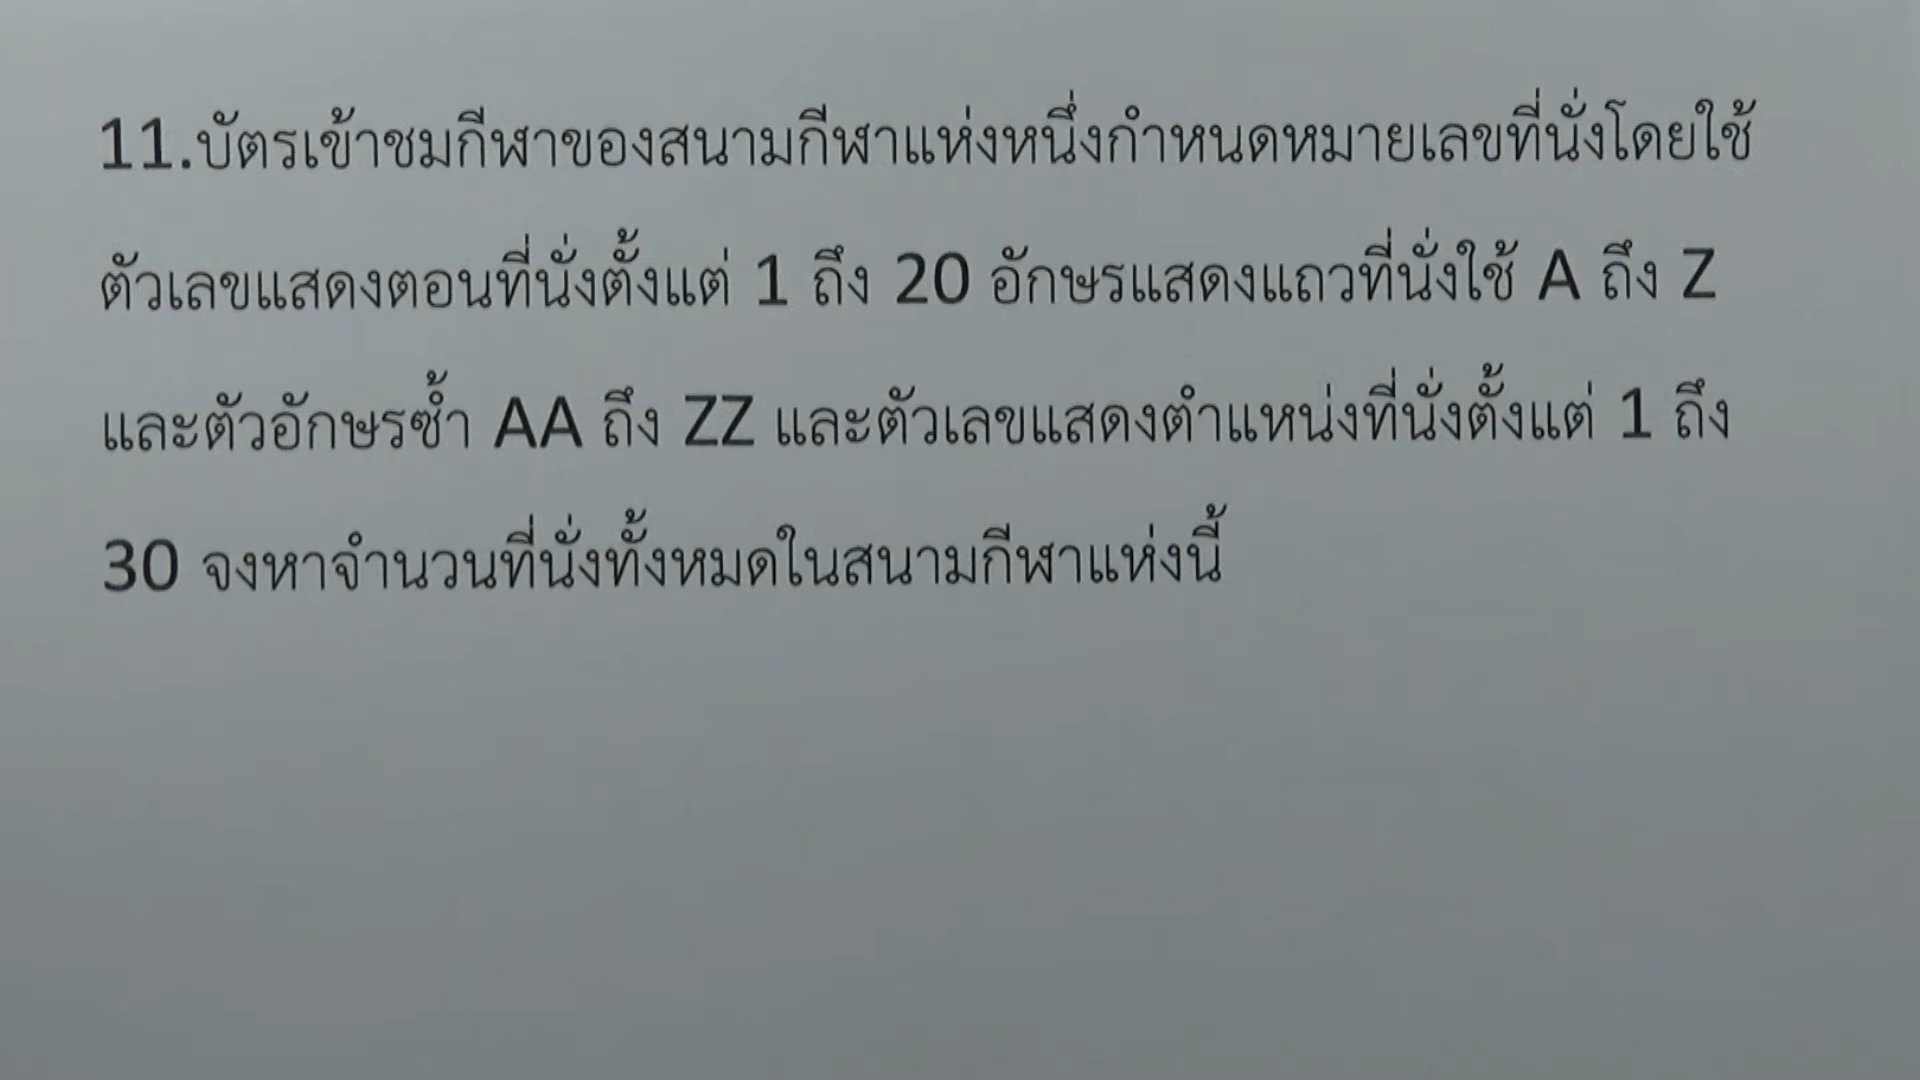 11.บัตรเข้าชมกีฬาของสนามกีฬาแห่งหนึ่งกำหนดหมายเลขที่นั่งโดยใช้
ตัวเลขแสดงตอนที่นั่งตั้งแต่ 1 ถึง 20 อักษรแสดงแถวที่นั่งใช้ A ถึง Z
และตัวอักษรซ้ำ AA ถึง ZZ และตัวเลขแสดงตำแหน่งที่นั่งตั้งแต่ 1 ถึง
30 จงหาจำนวนที่นั่งทั้งหมดในสนามกีฬาแห่งนี้